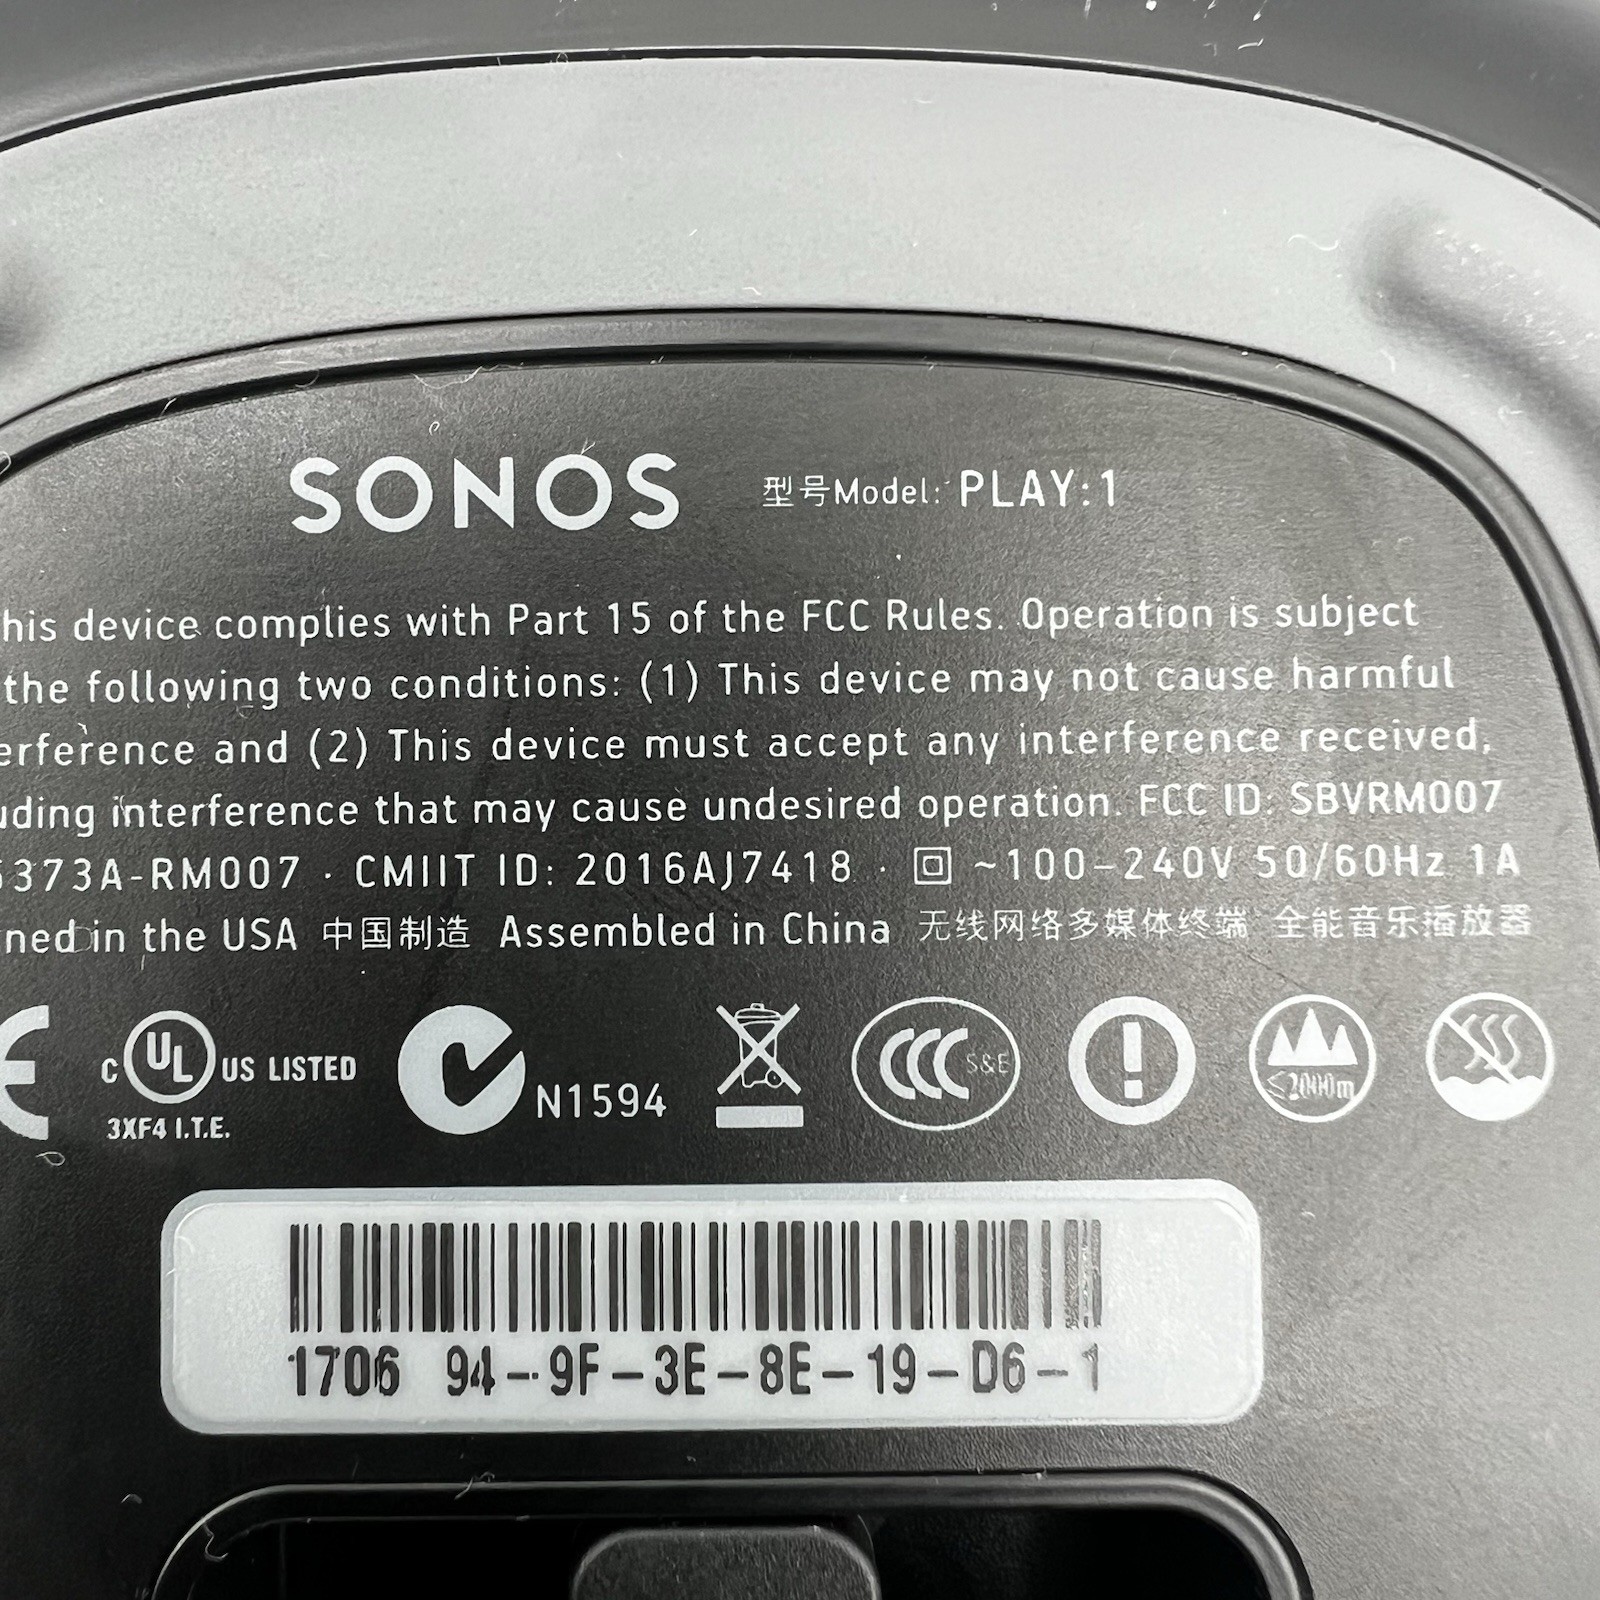 SONOS 型号Model: PLAY:1
his device complies with Part 15 of the FCC Rules. Operation is subject
the following two conditions: (1) This device may not cause harmful
erference and (2) This device must accept any interference received,
uding interference that may cause undesired operation. FCC ID: SBVRM007
5373A-RM007 · CMIIT ID: 2016AJ7418 · ~100-240V 50/60Hz 1A
ned in the USA 中国制造 Assembled in China 无线网络多媒体终端 全能音乐播放器
CE C UL US LISTED N1594 CCC S&E ! ≤2000m
3XF4 I.T.E.
1706 94-9F-3E-8E-19-D6-1